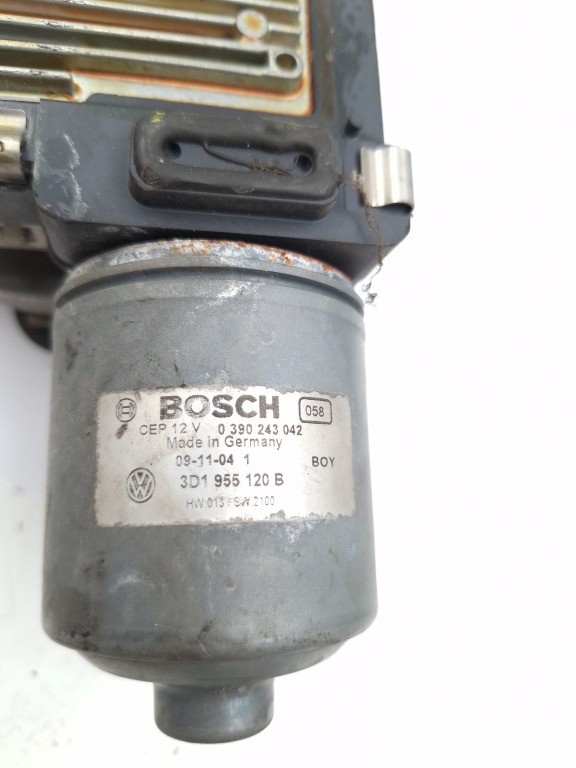 BOSCH 058
CEP 12 V 0 390 243 042
Made in Germany
09-11-04 1 BOY
3D1 955 120 B
HW:013 / SW:2100